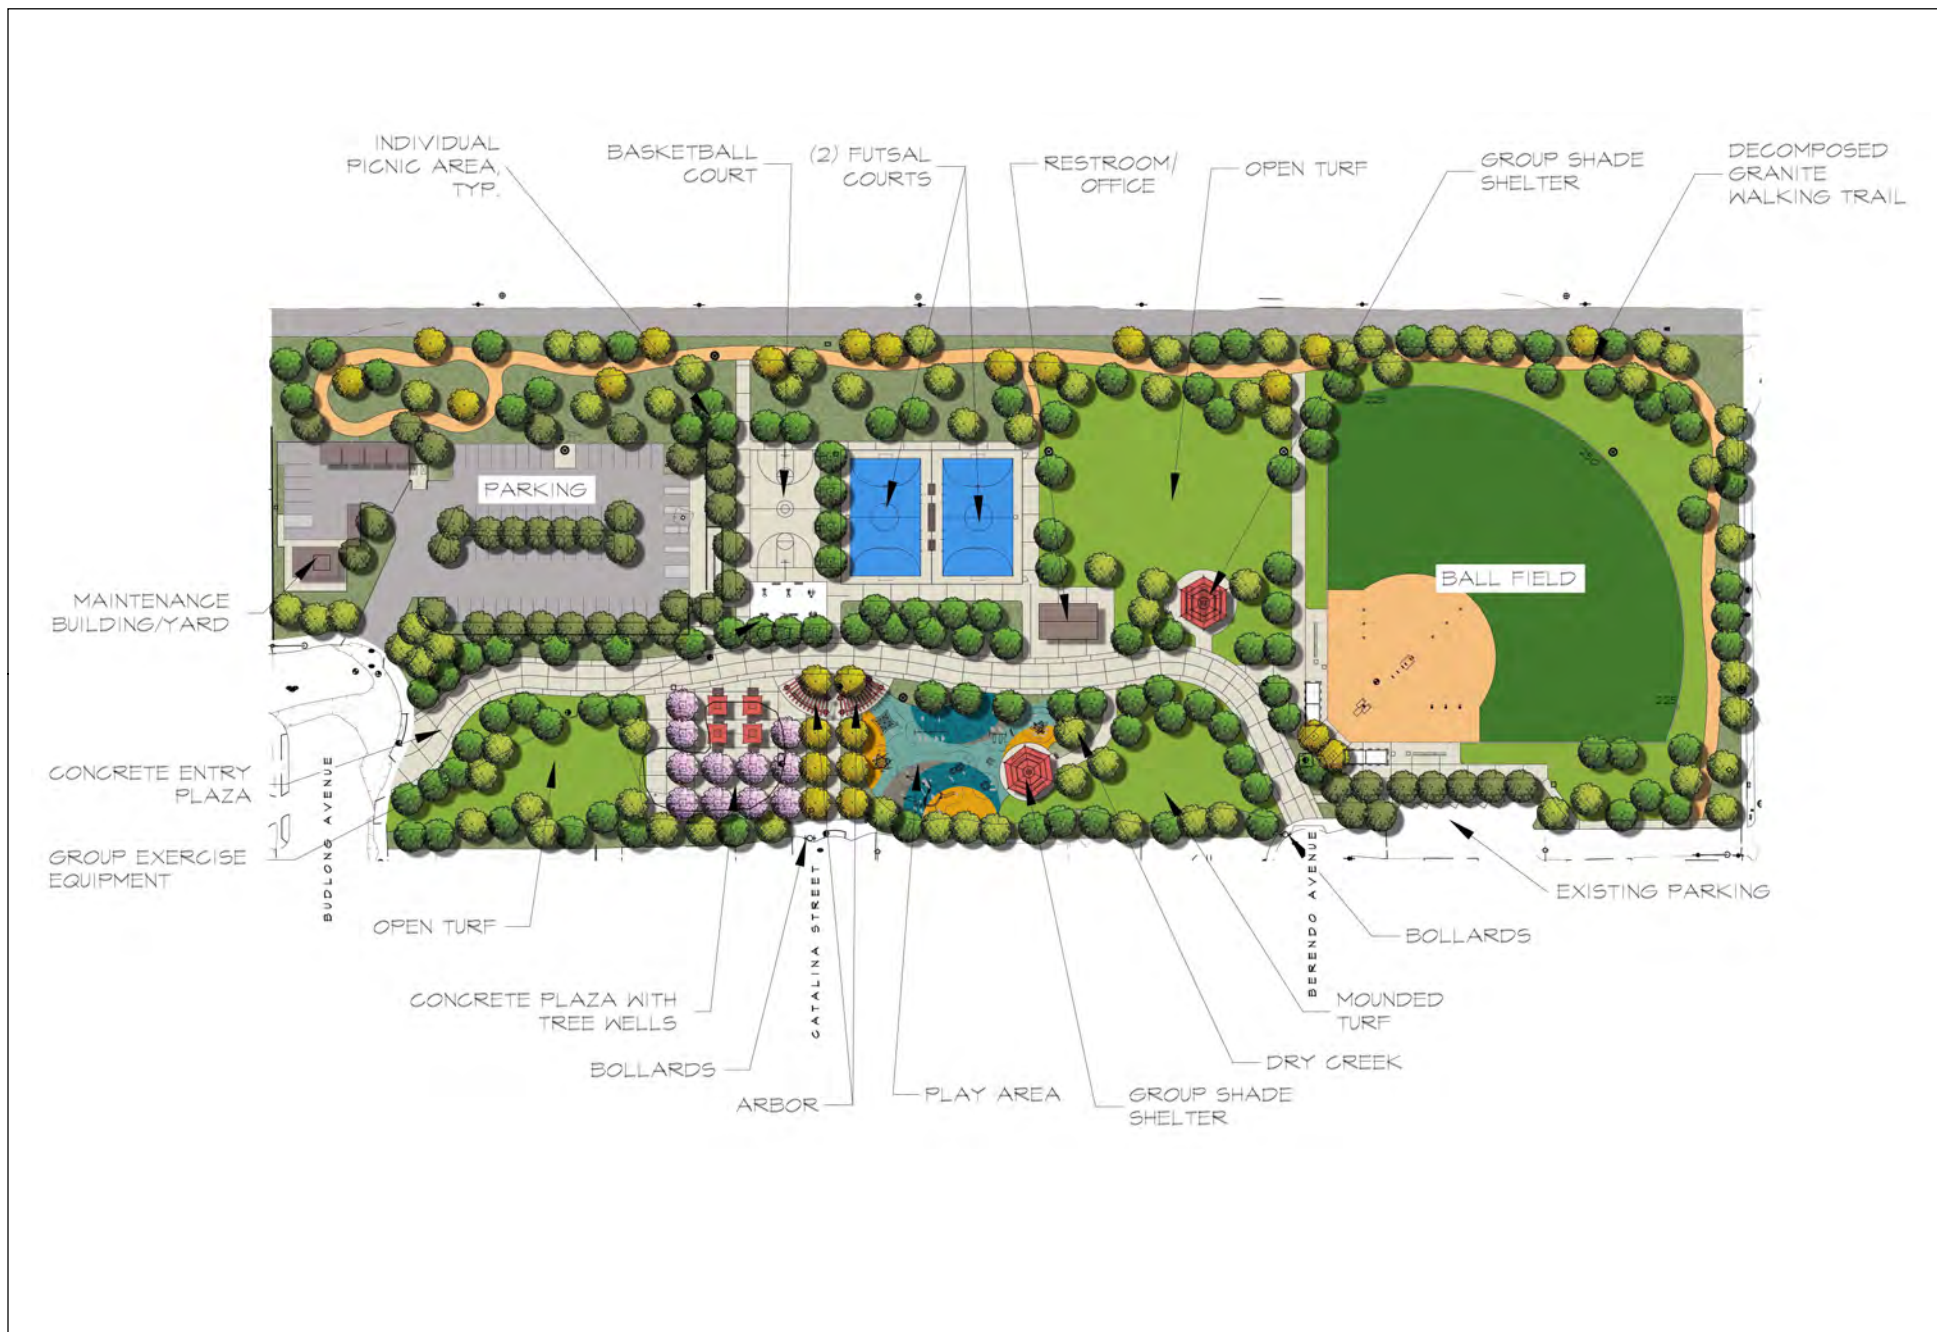 INDIVIDUAL
PICNIC AREA,
TYP.
BASKETBALL
COURT
(2) FUTSAL
COURTS
RESTROOM/
OFFICE
OPEN TURF
GROUP SHADE
SHELTER
DECOMPOSED
GRANITE
WALKING TRAIL
PARKING
BALL FIELD
MAINTENANCE
BUILDING/YARD
225
CONCRETE ENTRY
PLAZA
GROUP EXERCISE
EQUIPMENT
BUDLONG AVENUE
OPEN TURF
CATALINA STREET
BERENDO AVENUE
EXISTING PARKING
BOLLARDS
CONCRETE PLAZA WITH
TREE WELLS
MOUNDED
TURF
BOLLARDS
DRY CREEK
ARBOR
PLAY AREA
GROUP SHADE
SHELTER